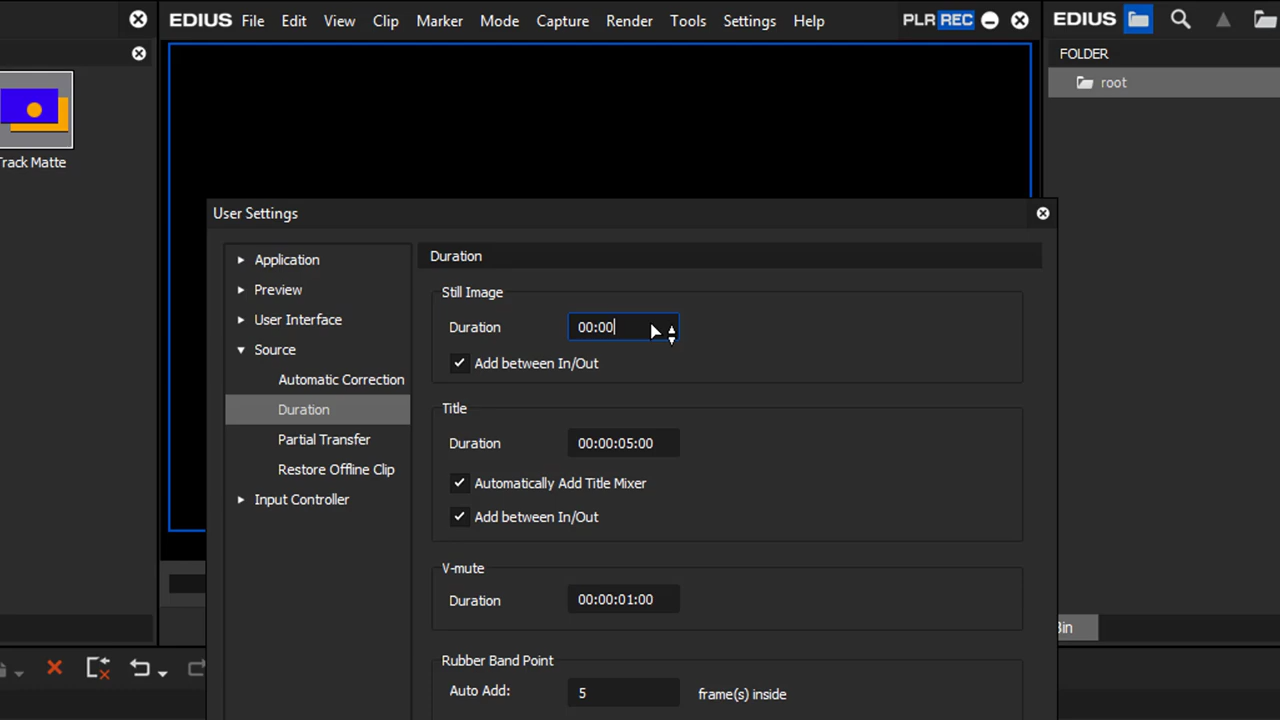 EDIUS File Edit View Clip Marker Mode Capture Render Tools Settings Help PLR REC
EDIUS
FOLDER
root
Track Matte
User Settings
Application
Preview
User Interface
Source
Automatic Correction
Duration
Partial Transfer
Restore Offline Clip
Input Controller
Duration
Still Image
Duration 00:00
Add between In/Out
Title
Duration 00:00:05:00
Automatically Add Title Mixer
Add between In/Out
V-mute
Duration 00:00:01:00
Rubber Band Point
Auto Add: 5 frame(s) inside
Bin